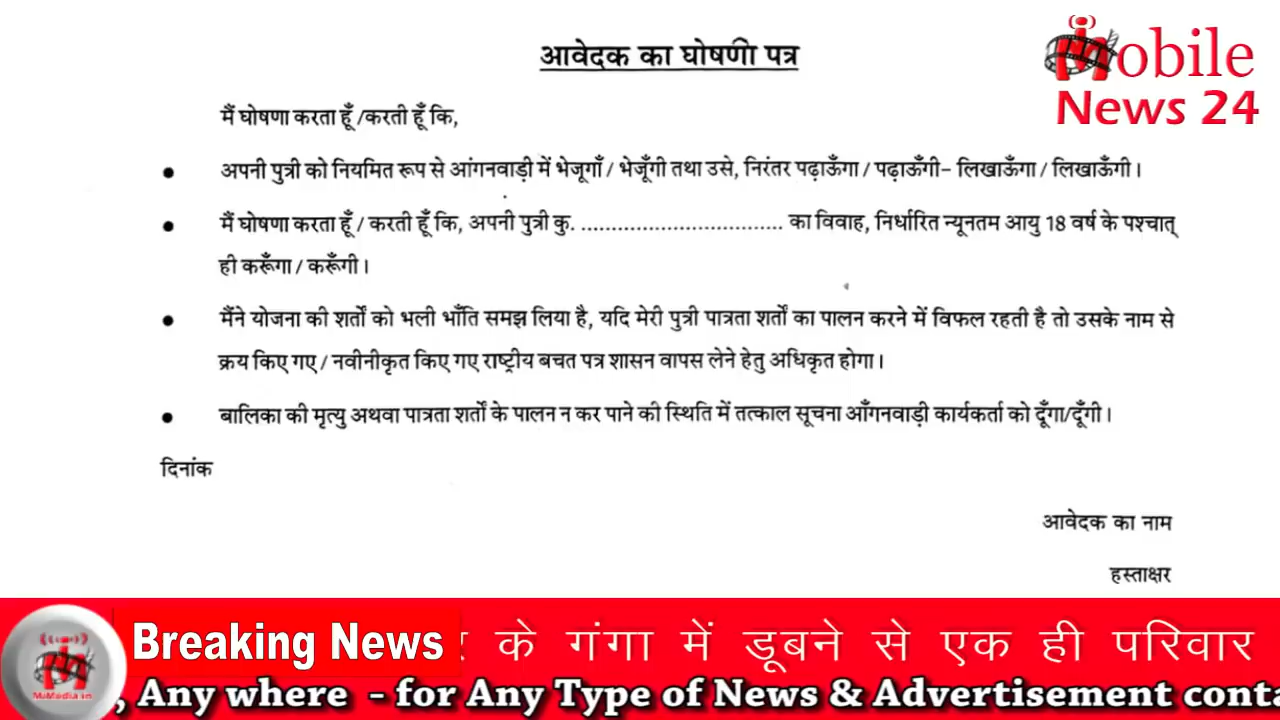 आवेदक का घोषणी पत्र
Mobile
News 24
मैं घोषणा करता हूँ /करती हूँ कि,
• अपनी पुत्री को नियमित रूप से आंगनवाड़ी में भेजूगाँ / भेजूँगी तथा उसे, निरंतर पढ़ाऊँगा / पढ़ाऊँगी– लिखाऊँगा / लिखाऊँगी।
• मैं घोषणा करता हूँ / करती हूँ कि, अपनी पुत्री कु. ................................. का विवाह, निर्धारित न्यूनतम आयु 18 वर्ष के पश्चात्
ही करूँगा / करूँगी।
• मैंने योजना की शर्तों को भली भाँति समझ लिया है, यदि मेरी पुत्री पात्रता शर्तों का पालन करने में विफल रहती है तो उसके नाम से
क्रय किए गए / नवीनीकृत किए गए राष्ट्रीय बचत पत्र शासन वापस लेने हेतु अधिकृत होगा।
• बालिका की मृत्यु अथवा पात्रता शर्तों के पालन न कर पाने की स्थिति में तत्काल सूचना आँगनवाड़ी कार्यकर्ता को दूँगा/दूँगी।
दिनांक
आवेदक का नाम
हस्ताक्षर
Breaking News
के गंगा में डूबने से एक ही परिवार
MiMedia.in
, Any where – for Any Type of News & Advertisement conta